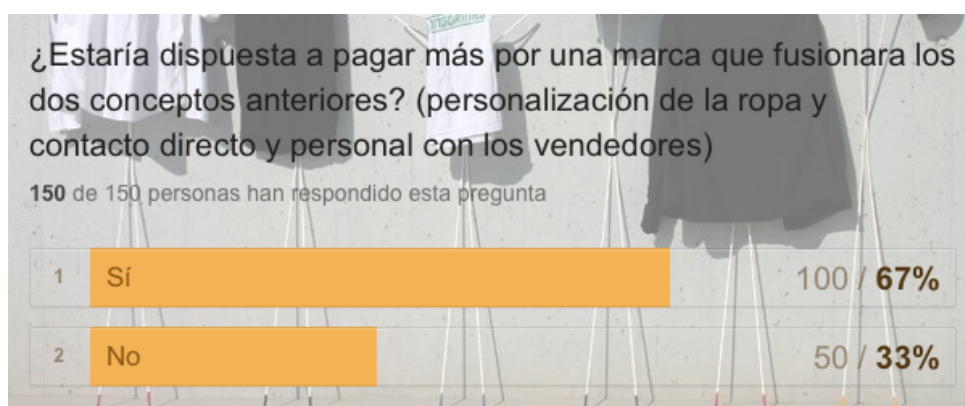 ¿Estaría dispuesta a pagar más por una marca que fusionara los
dos conceptos anteriores? (personalización de la ropa y
contacto directo y personal con los vendedores)
150 de 150 personas han respondido esta pregunta
1 Sí 100 / 67%
2 No 50 / 33%